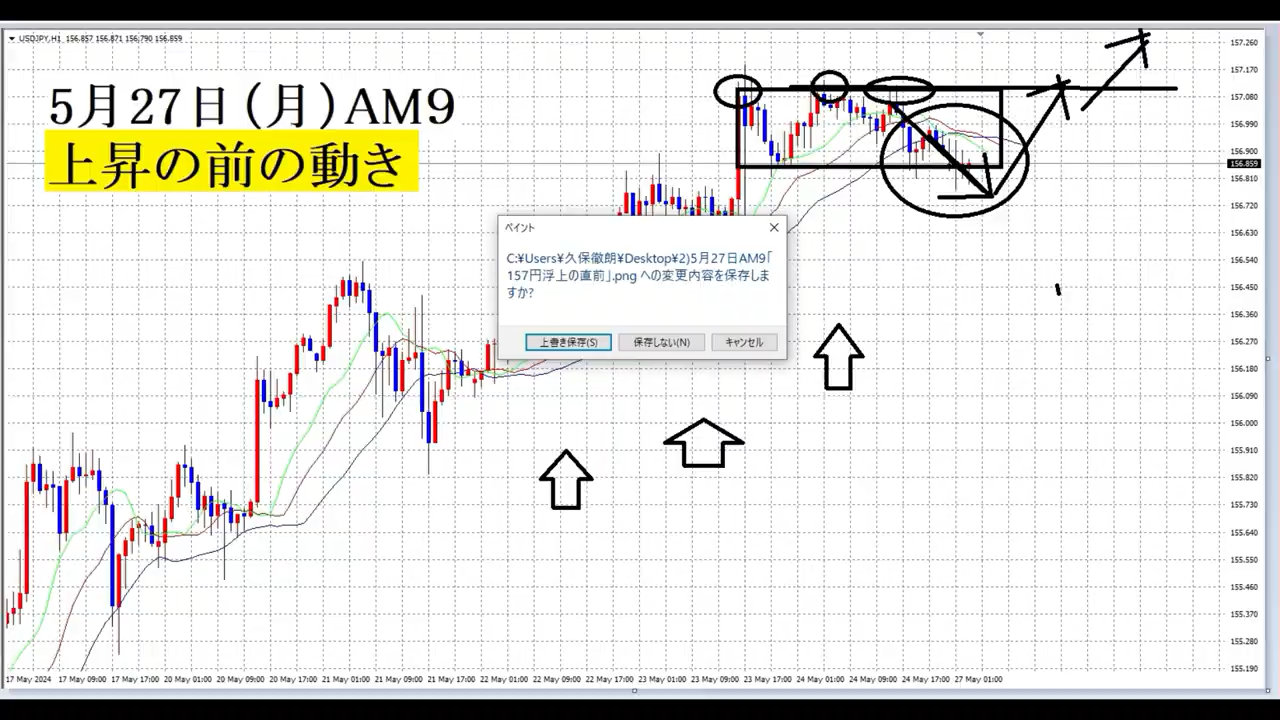 USDJPY,H1 156.857 156.871 156.790 156.859
5月27日(月)AM9
上昇の前の動き
ペイント
C:¥Users¥久保徹朗¥Desktop¥2)5月27日AM9「
157円浮上の直前」.png への変更内容を保存しま
すか?
上書き保存(S) 保存しない(N) キャンセル
157.260
157.170
157.080
156.990
156.900
156.859
156.810
156.720
156.630
156.540
156.450
156.360
156.270
156.180
156.090
156.000
155.910
155.820
155.730
155.640
155.550
155.460
155.370
155.280
155.190
17 May 2024 17 May 09:00 17 May 17:00 20 May 01:00 20 May 09:00 20 May 17:00 21 May 01:00 21 May 09:00 21 May 17:00 22 May 01:00 22 May 09:00 22 May 17:00 23 May 01:00 23 May 09:00 23 May 17:00 24 May 01:00 24 May 09:00 24 May 17:00 27 May 01:00